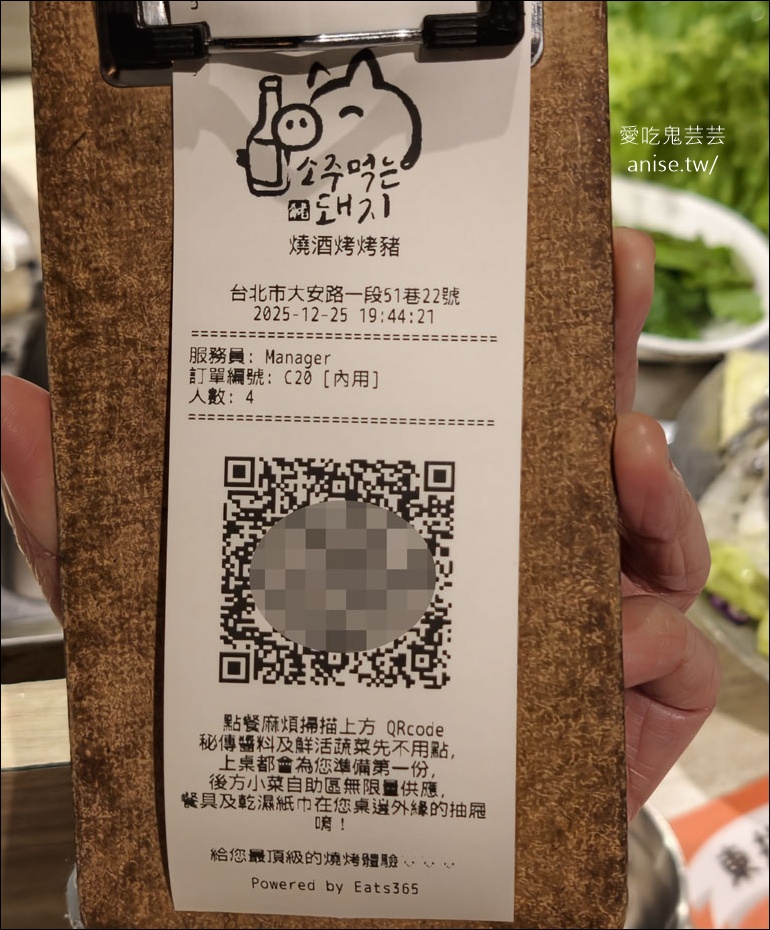 소주먹는
돼지
燒酒烤烤豬
台北市大安路一段51巷22號
2025-12-25 19:44:21
服務員: Manager
訂單編號: C20 [內用]
人數: 4
點餐麻煩掃描上方 QRcode
秘傳醬料及鮮活蔬菜先不用點,
上桌都會為您準備第一份,
後方小菜自助區無限量供應,
餐具及乾濕紙巾在您桌邊外緣的抽屜
唷！
給您最頂級的燒烤體驗
Powered by Eats365
愛吃鬼芸芸
anise.tw/